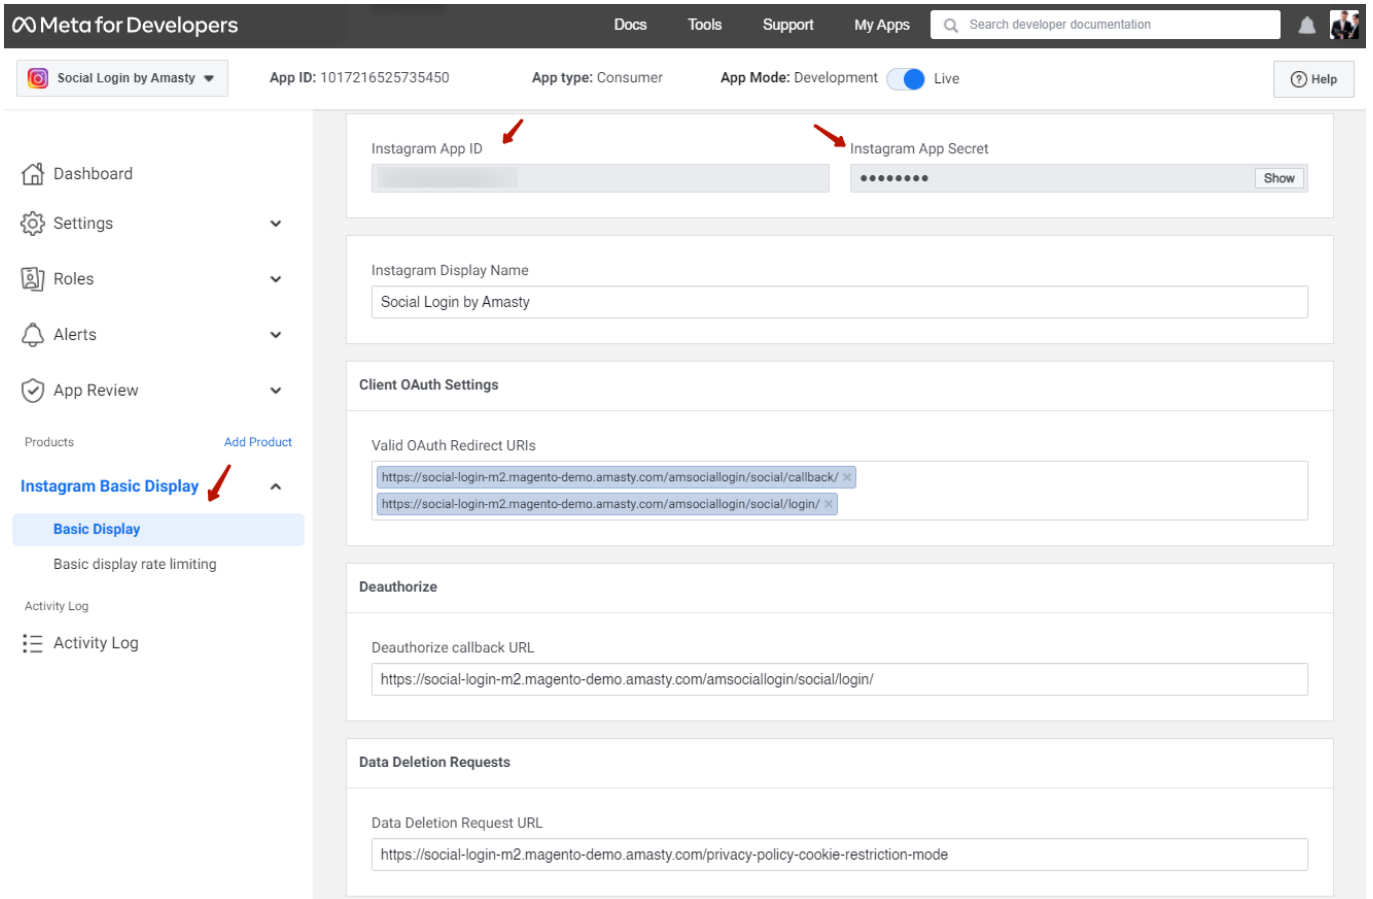 Meta for Developers
Docs
Tools
Support
My Apps
Search developer documentation
Social Login by Amasty
App ID: 1017216525735450
App type: Consumer
App Mode: Development
Live
Help
Dashboard
Settings
Roles
Alerts
App Review
Products
Add Product
Instagram Basic Display
Basic Display
Basic display rate limiting
Activity Log
Activity Log
Instagram App ID
Instagram App Secret
••••••••
Show
Instagram Display Name
Social Login by Amasty
Client OAuth Settings
Valid OAuth Redirect URIs
https://social-login-m2.magento-demo.amasty.com/amsociallogin/social/callback/
https://social-login-m2.magento-demo.amasty.com/amsociallogin/social/login/
Deauthorize
Deauthorize callback URL
https://social-login-m2.magento-demo.amasty.com/amsociallogin/social/login/
Data Deletion Requests
Data Deletion Request URL
https://social-login-m2.magento-demo.amasty.com/privacy-policy-cookie-restriction-mode